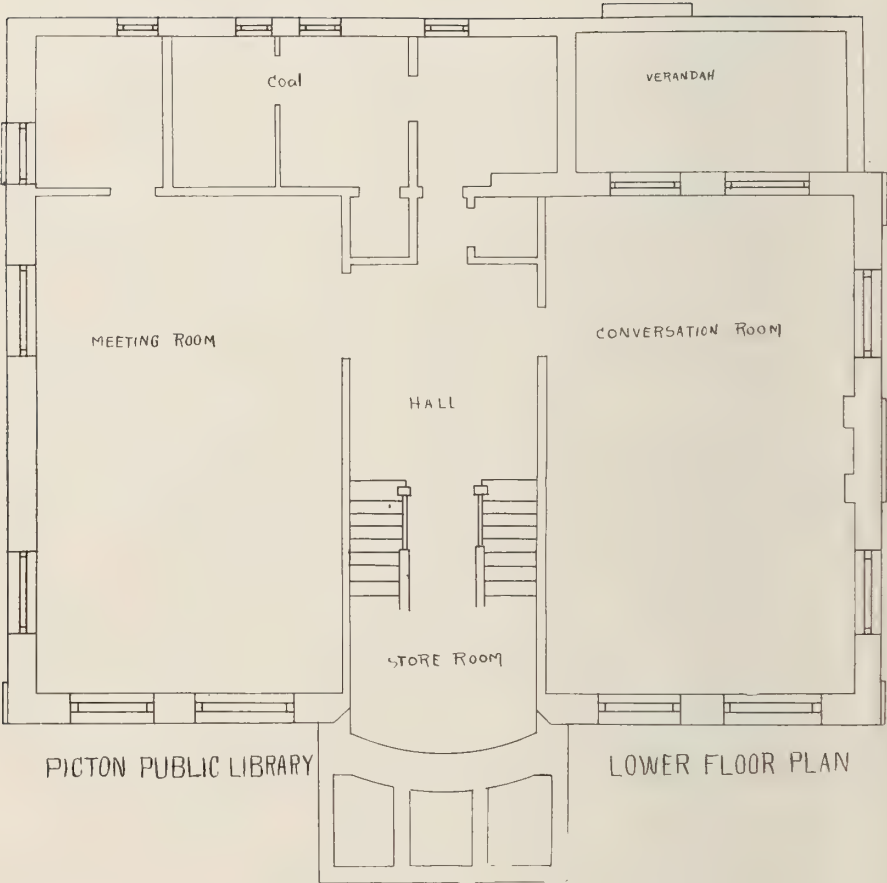 Coal
VERANDAH
MEETING ROOM
CONVERSATION ROOM
HALL
STORE ROOM
PICTON PUBLIC LIBRARY
LOWER FLOOR PLAN